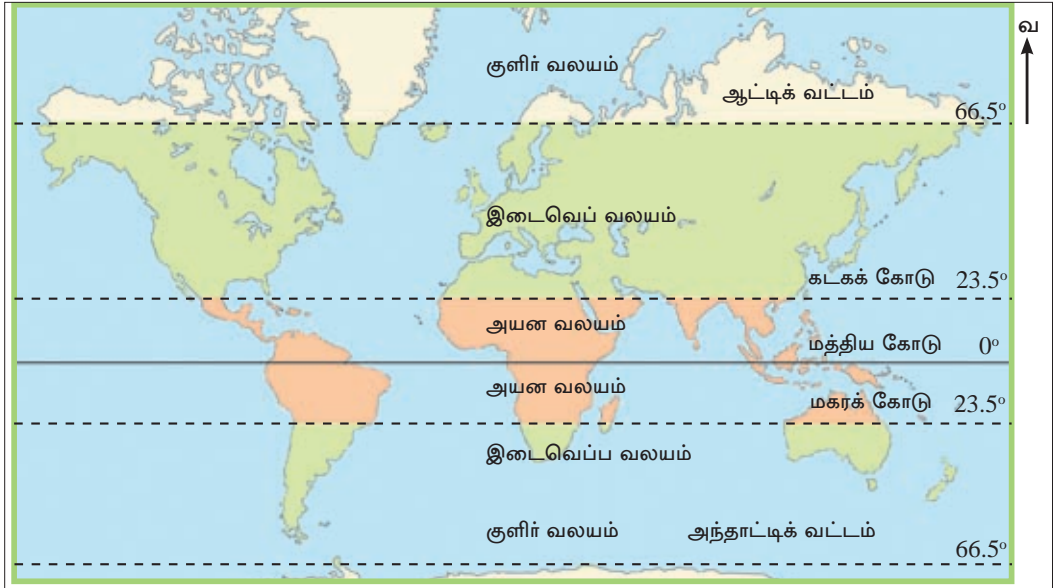 வ
குளிர் வலயம்
ஆட்டிக் வட்டம்
66.5°
இடைவெப் வலயம்
கடகக் கோடு 23.5°
அயன வலயம்
மத்திய கோடு 0°
அயன வலயம்
மகரக் கோடு 23.5°
இடைவெப்ப வலயம்
குளிர் வலயம் அந்தாட்டிக் வட்டம்
66.5°